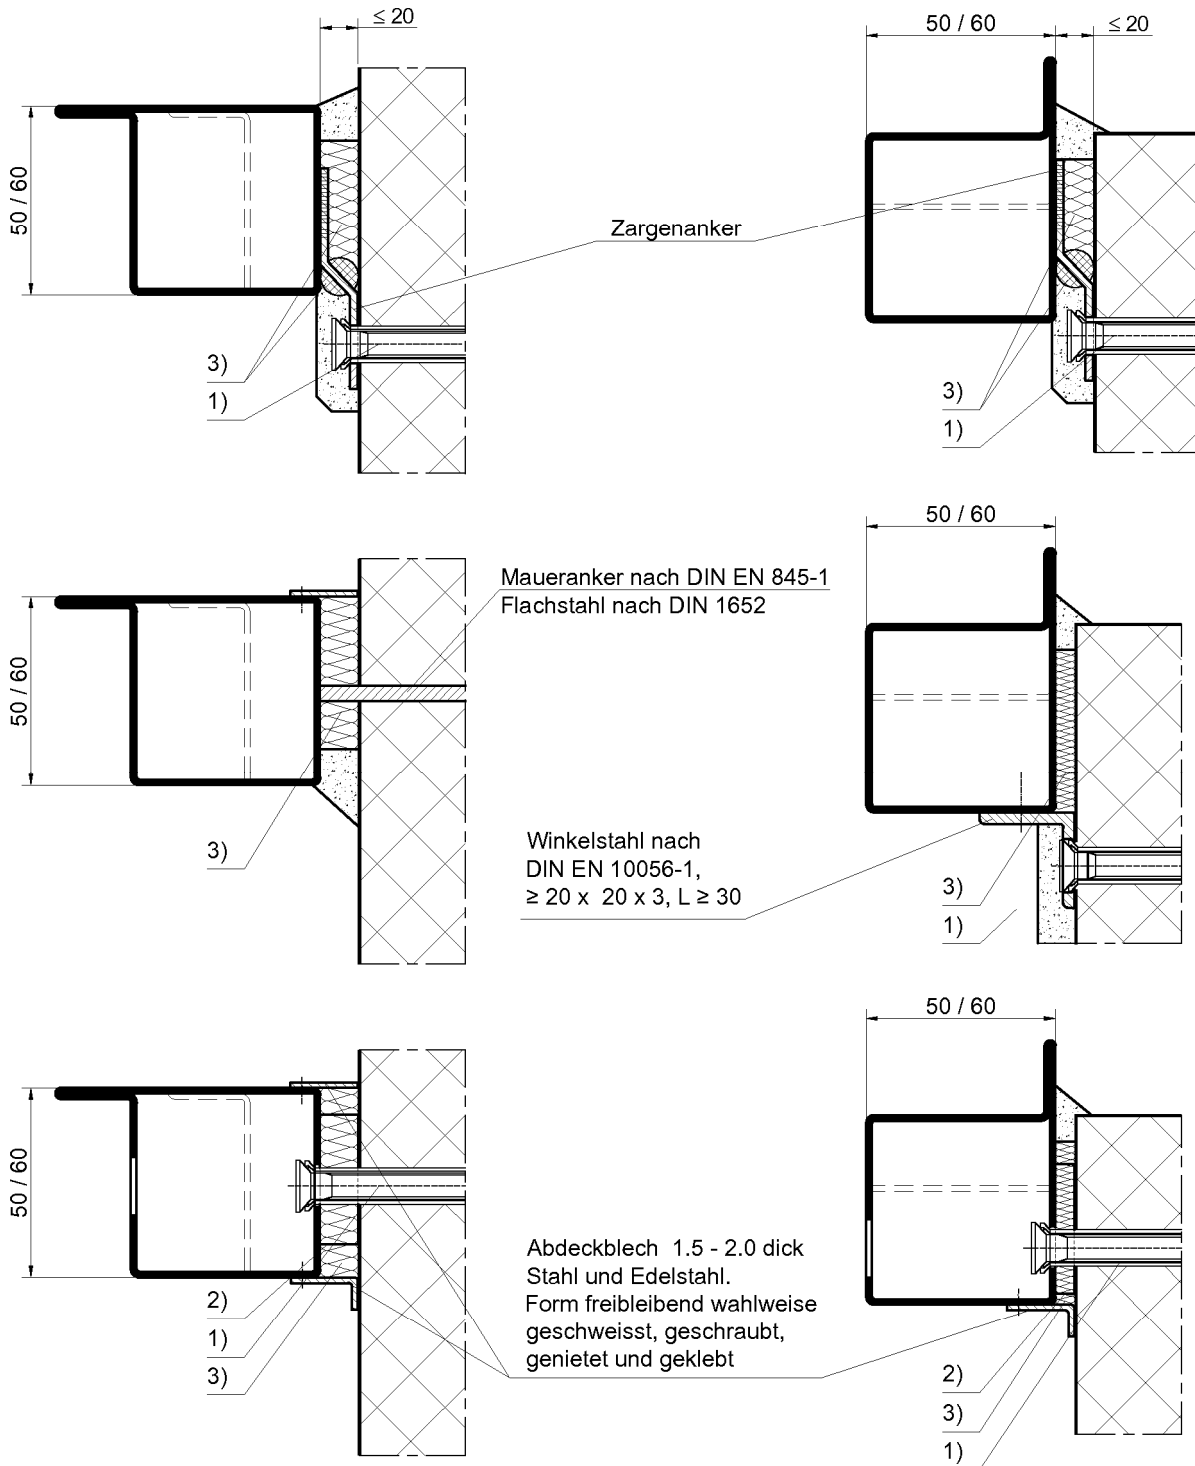 ≤ 20
50 / 60
≤ 20
50 / 60
Zargenanker
3)
1)
3)
1)
50 / 60
Maueranker nach DIN EN 845-1
Flachstahl nach DIN 1652
50 / 60
3)
Winkelstahl nach
DIN EN 10056-1,
≥ 20 x 20 x 3, L ≥ 30
3)
1)
50 / 60
50 / 60
Abdeckblech 1.5 - 2.0 dick
Stahl und Edelstahl.
Form freibleibend wahlweise
geschweisst, geschraubt,
genietet und geklebt
2)
1)
3)
2)
3)
1)